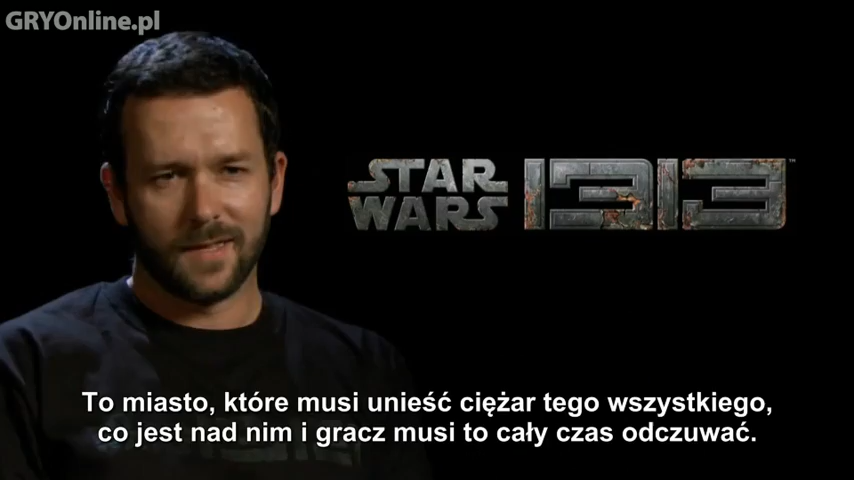 GRYOnline.pl
STAR
WARS
1313
™
To miasto, które musi unieść ciężar tego wszystkiego,
co jest nad nim i gracz musi to cały czas odczuwać.